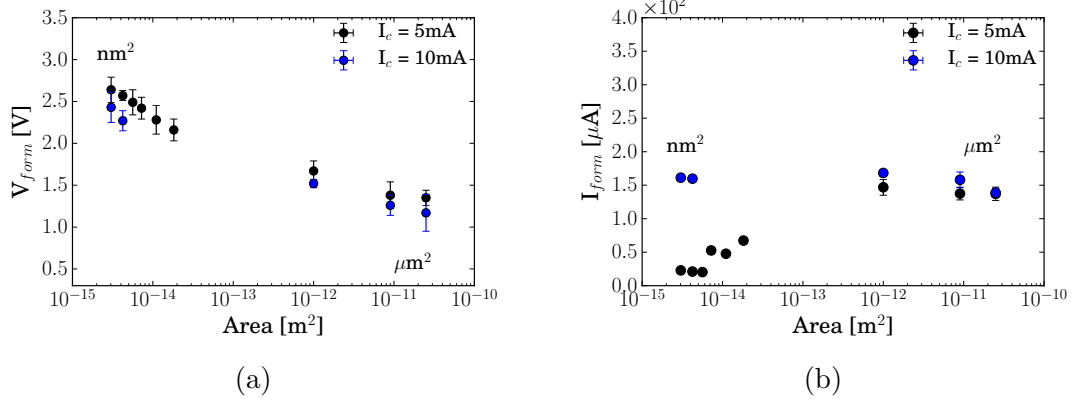 I_c = 5mA
I_c = 10mA
nm²
μm²
3.5
3.0
2.5
2.0
1.5
1.0
0.5
V_form [V]
10⁻¹⁵ 10⁻¹⁴ 10⁻¹³ 10⁻¹² 10⁻¹¹ 10⁻¹⁰
Area [m²]
(a)
×10²
I_c = 5mA
I_c = 10mA
nm²
μm²
4.0
3.5
3.0
2.5
2.0
1.5
1.0
0.5
0.0
I_form [μA]
10⁻¹⁵ 10⁻¹⁴ 10⁻¹³ 10⁻¹² 10⁻¹¹ 10⁻¹⁰
Area [m²]
(b)